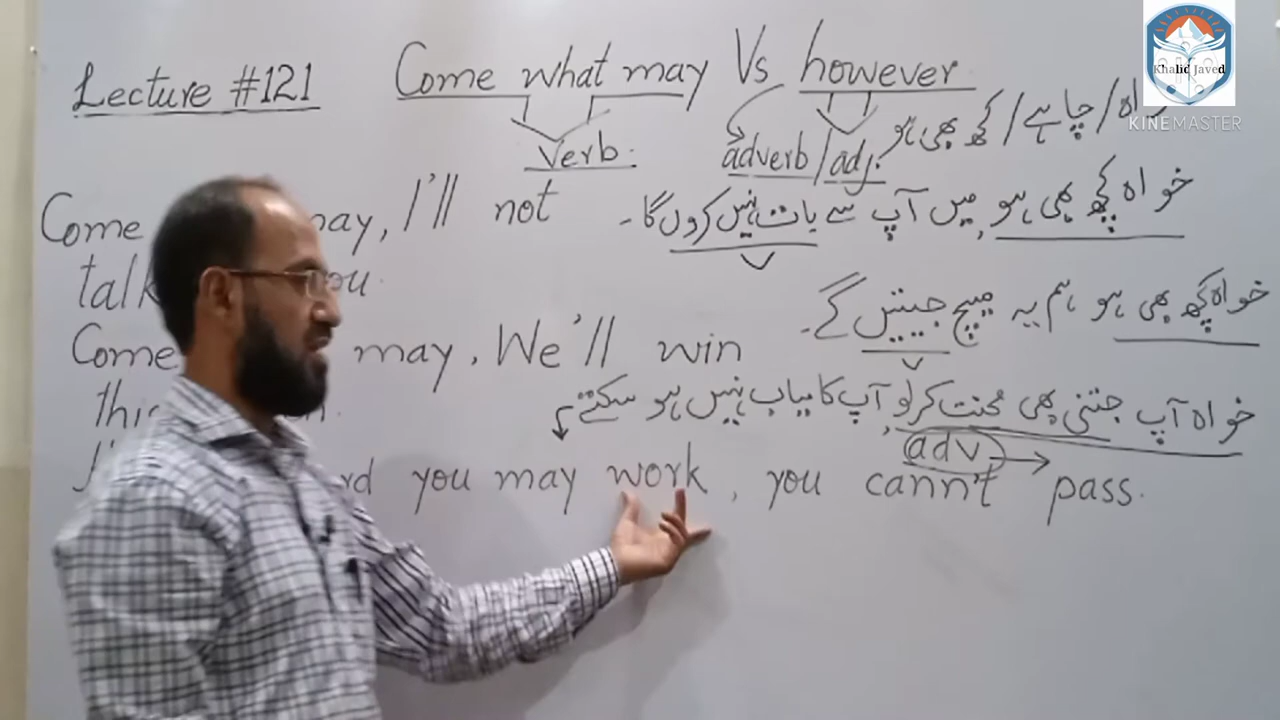 Lecture #121
Come what may Vs however
Verb.
adverb/adj.
خواہ/چاہے/کچھ بھی ہو
Come may, I'll not
خواہ کچھ بھی ہو، میں آپ سے بات نہیں کروں گا۔
talk you.
Come may, We'll win
خواہ کچھ بھی ہو ہم یہ میچ جیتیں گے۔
خواہ آپ جتنی بھی محنت کر لو، آپ کامیاب نہیں ہو سکتے
adv
you may work, you cann't pass.
Khalid Javed
KINEMASTER